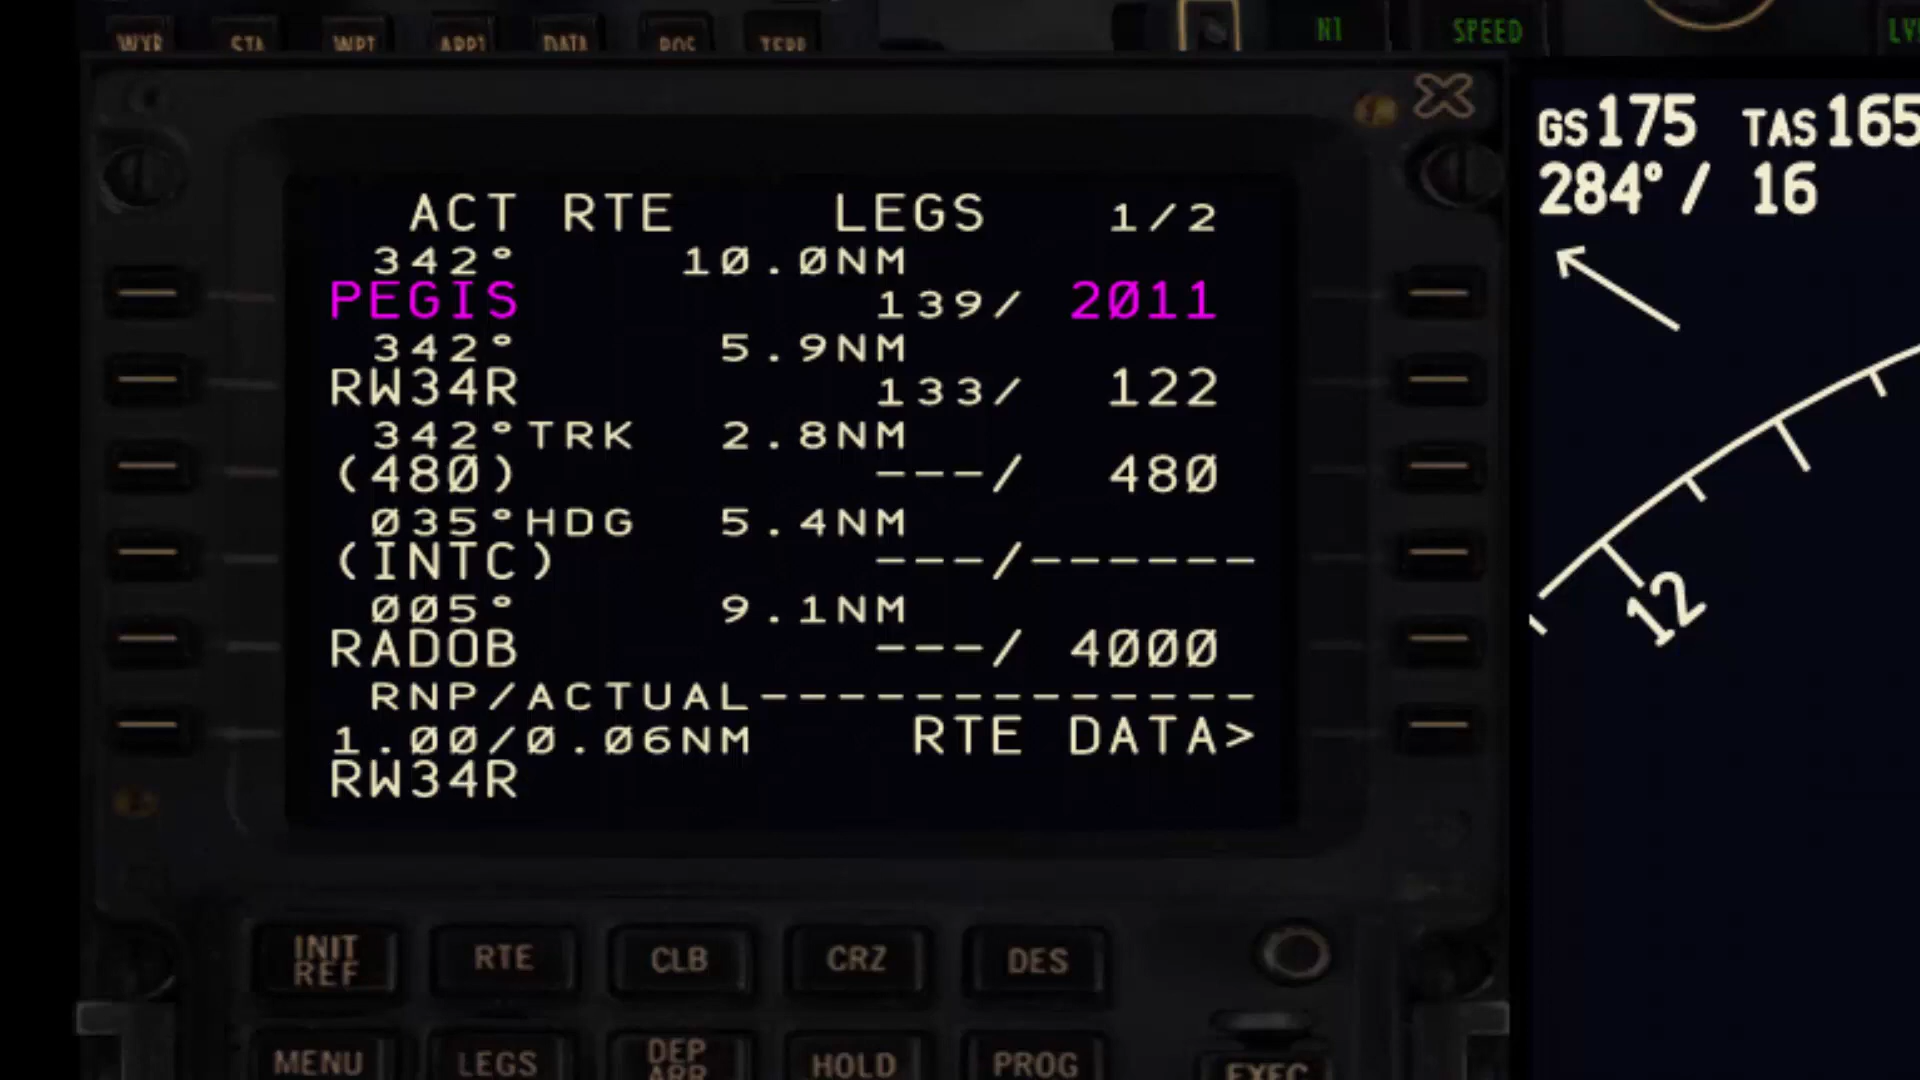 N1 SPEED
GS175 TAS165
284°/ 16
12
ACT RTE LEGS 1/2
342° 10.0NM
PEGIS 139/ 2011
342° 5.9NM
RW34R 133/ 122
342°TRK 2.8NM
(480) ---/ 480
035°HDG 5.4NM
(INTC) ---/------
005° 9.1NM
RADOB ---/ 4000
RNP/ACTUAL-------------
1.00/0.06NM RTE DATA>
RW34R
INIT REF RTE CLB CRZ DES
MENU LEGS DEP ARR HOLD PROG EXEC